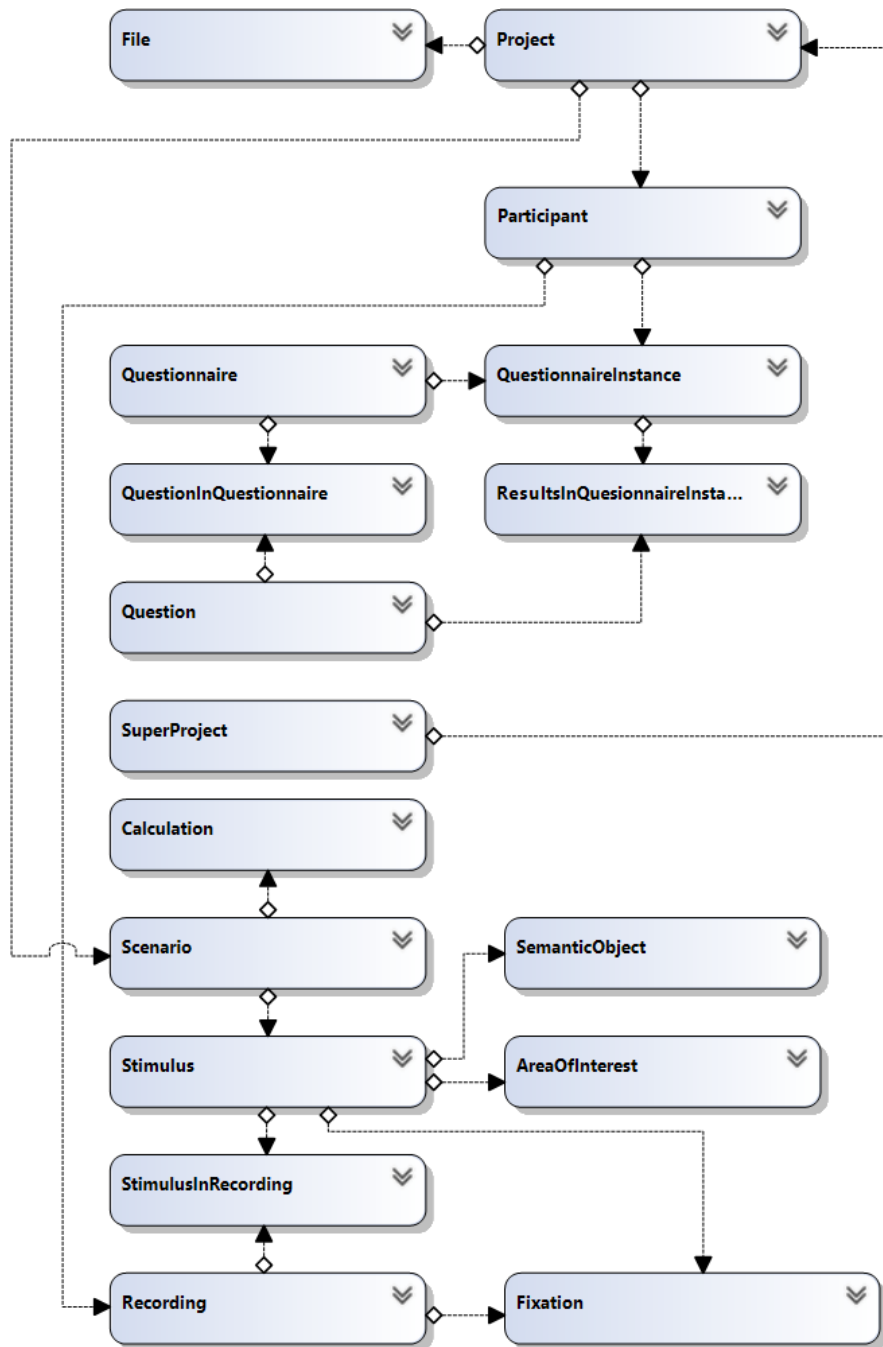 File
Project
Participant
Questionnaire
QuestionnaireInstance
QuestionInQuestionnaire
ResultsInQuesionnaireInsta...
Question
SuperProject
Calculation
Scenario
SemanticObject
Stimulus
AreaOfInterest
StimulusInRecording
Recording
Fixation